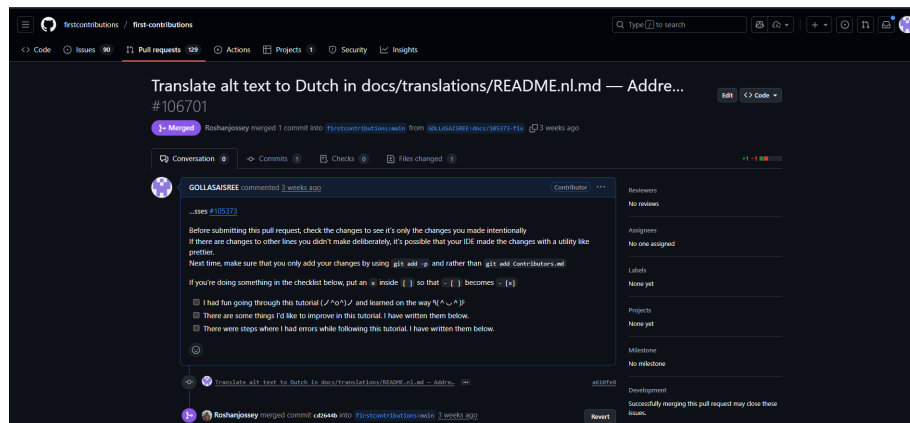 firstcontributions / first-contributions
Type / to search
Code
Issues 90
Pull requests 129
Actions
Projects 1
Security
Insights
Translate alt text to Dutch in docs/translations/README.nl.md — Addre...
#106701
Edit
Code
Merged
Roshanjossey merged 1 commit into firstcontributions:main from GOLLASAISREE:docs/105373-fix 3 weeks ago
Conversation 0
Commits 1
Checks 0
Files changed 1
+1 −1
GOLLASAISREE commented 3 weeks ago
Contributor
...sses #105373
Before submitting this pull request, check the changes to see it's only the changes you made intentionally
If there are changes to other lines you didn't make deliberately, it's possible that your IDE made the changes with a utility like
prettier.
Next time, make sure that you only add your changes by using git add -p and rather than git add Contributors.md
If you're doing something in the checklist below, put an x inside [ ] so that - [ ] becomes - [x]
I had fun going through this tutorial (ノ^o^)ノ and learned on the way ٩(^ ᴗ ^)۶
There are some things I'd like to improve in this tutorial. I have written them below.
There were steps where I had errors while following this tutorial. I have written them below.
Translate alt text to Dutch in docs/translations/README.nl.md — Addre…
a610fe8
Roshanjossey merged commit cd2644b into firstcontributions:main 3 weeks ago
Revert
Reviewers
No reviews
Assignees
No one assigned
Labels
None yet
Projects
None yet
Milestone
No milestone
Development
Successfully merging this pull request may close these
issues.